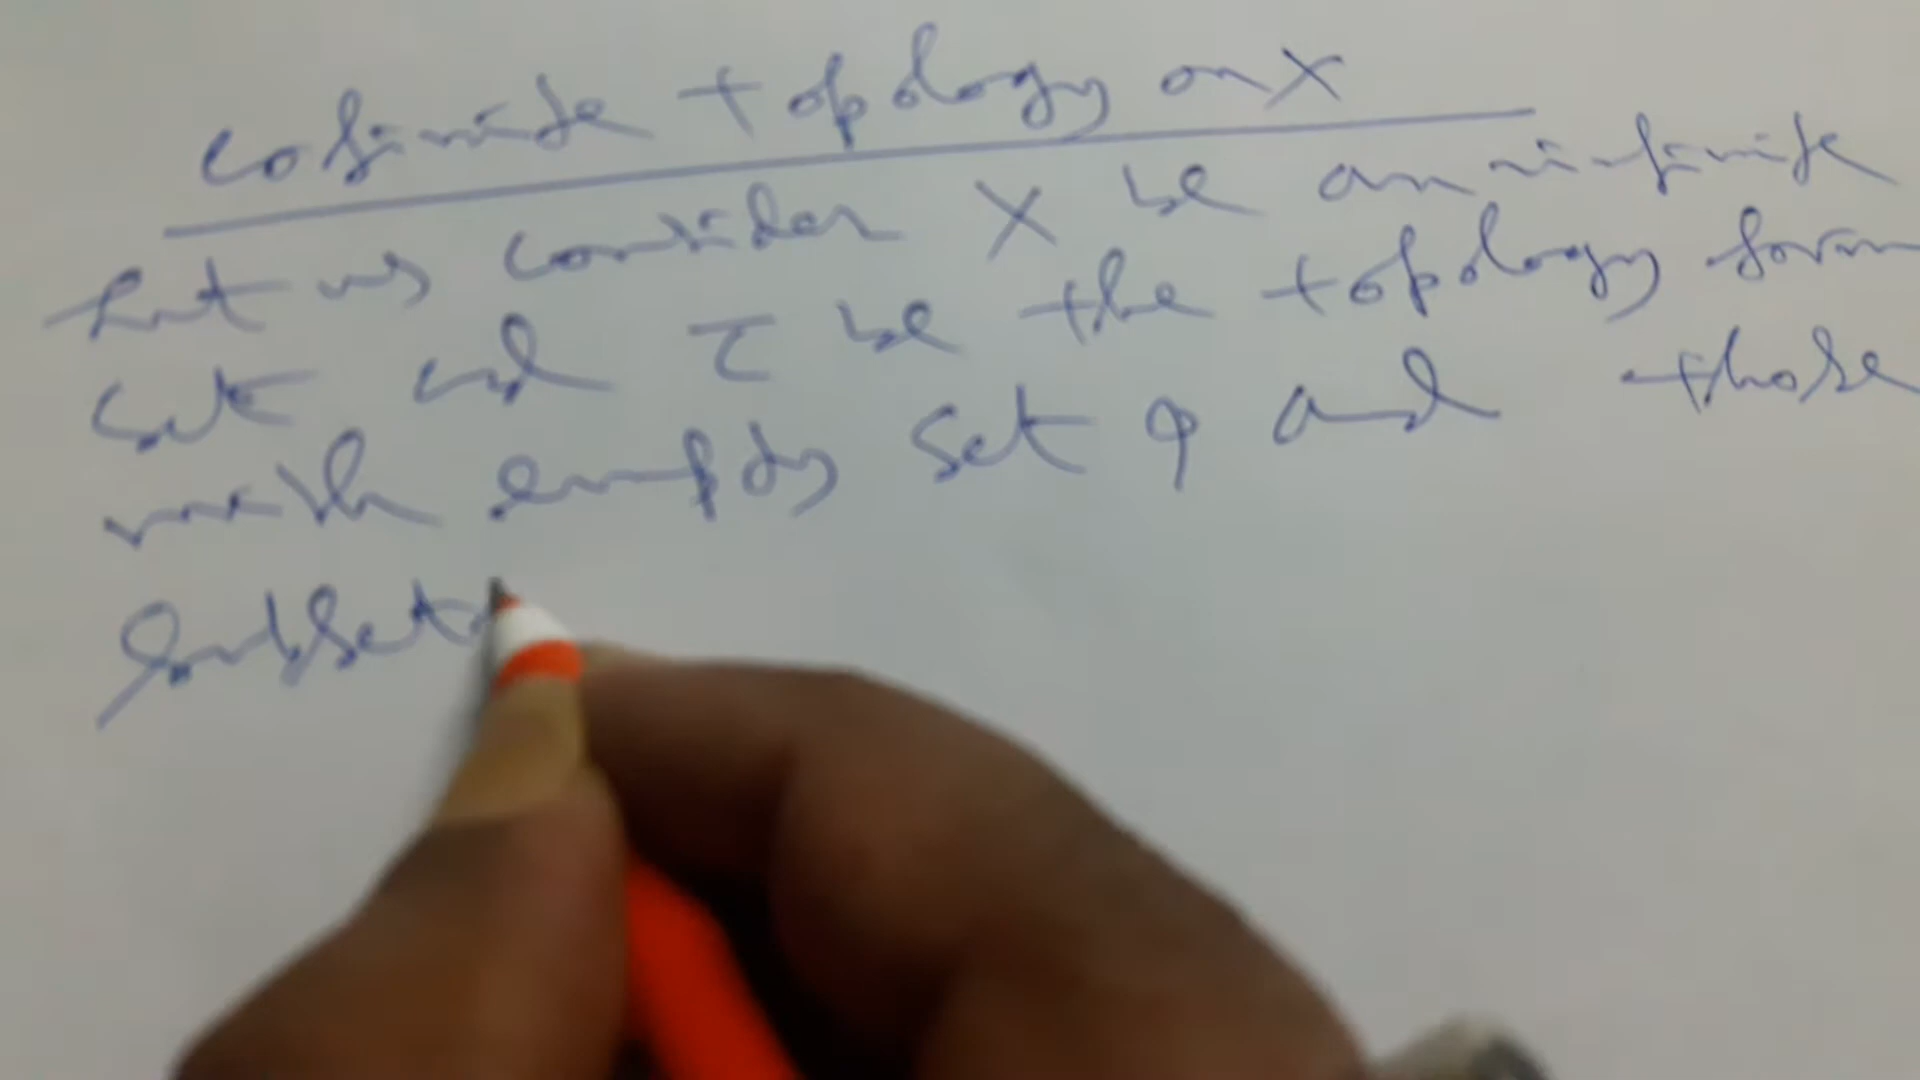 cofinite topology on X
Let us consider X be an infinite
set and τ be the topology form
with empty set φ and those
subsets